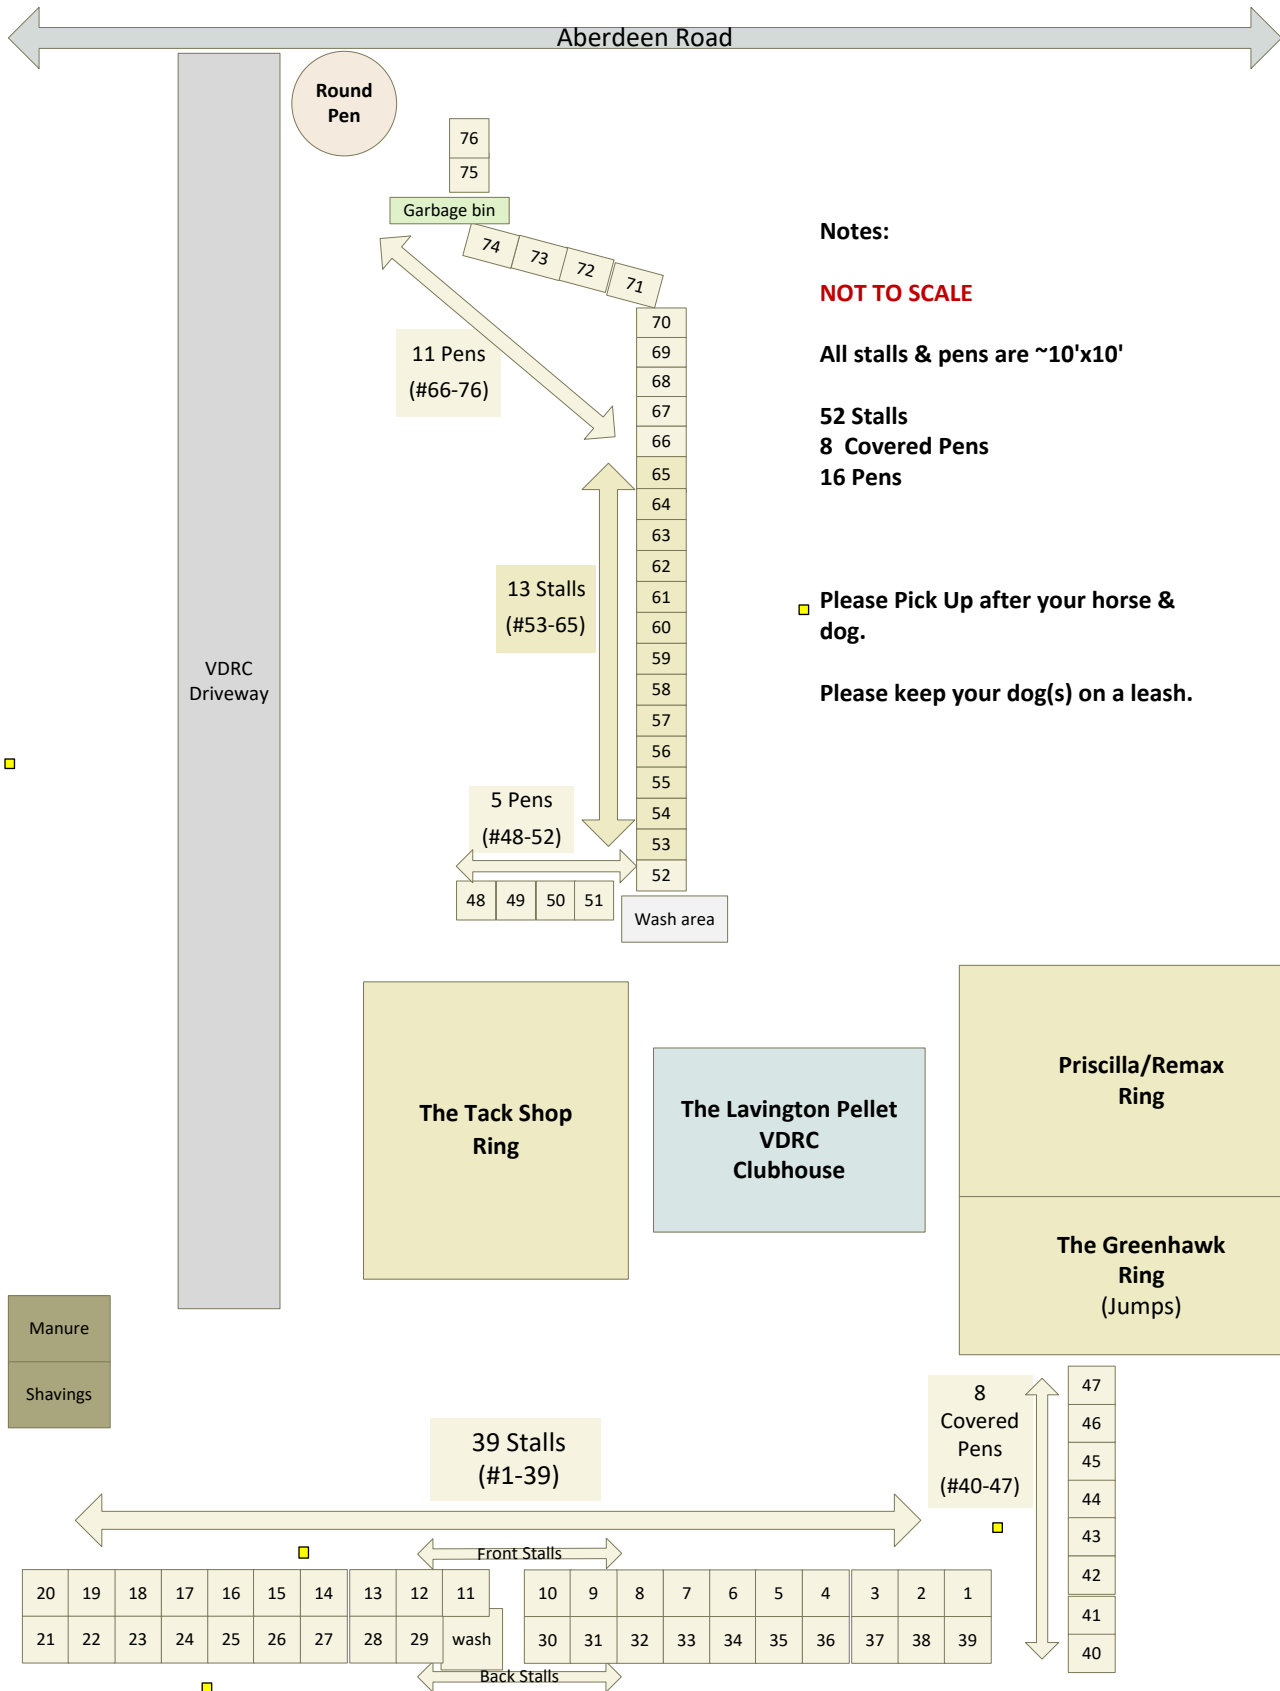 Aberdeen Road
Round
Pen
76
75
Garbage bin
74 73 72 71
Notes:
NOT TO SCALE
All stalls & pens are ~10'x10'
52 Stalls
8 Covered Pens
16 Pens
Please Pick Up after your horse &
dog.
Please keep your dog(s) on a leash.
11 Pens
(#66-76)
70
69
68
67
66
65
64
63
62
61
60
59
58
57
56
55
54
53
52
13 Stalls
(#53-65)
VDRC
Driveway
5 Pens
(#48-52)
48 49 50 51
Wash area
The Tack Shop
Ring
The Lavington Pellet
VDRC
Clubhouse
Priscilla/Remax
Ring
The Greenhawk
Ring
(Jumps)
Manure
Shavings
39 Stalls
(#1-39)
8
Covered
Pens
(#40-47)
47
46
45
44
43
42
41
40
Front Stalls
20 19 18 17 16 15 14 13 12 11 10 9 8 7 6 5 4 3 2 1
21 22 23 24 25 26 27 28 29 wash 30 31 32 33 34 35 36 37 38 39
Back Stalls